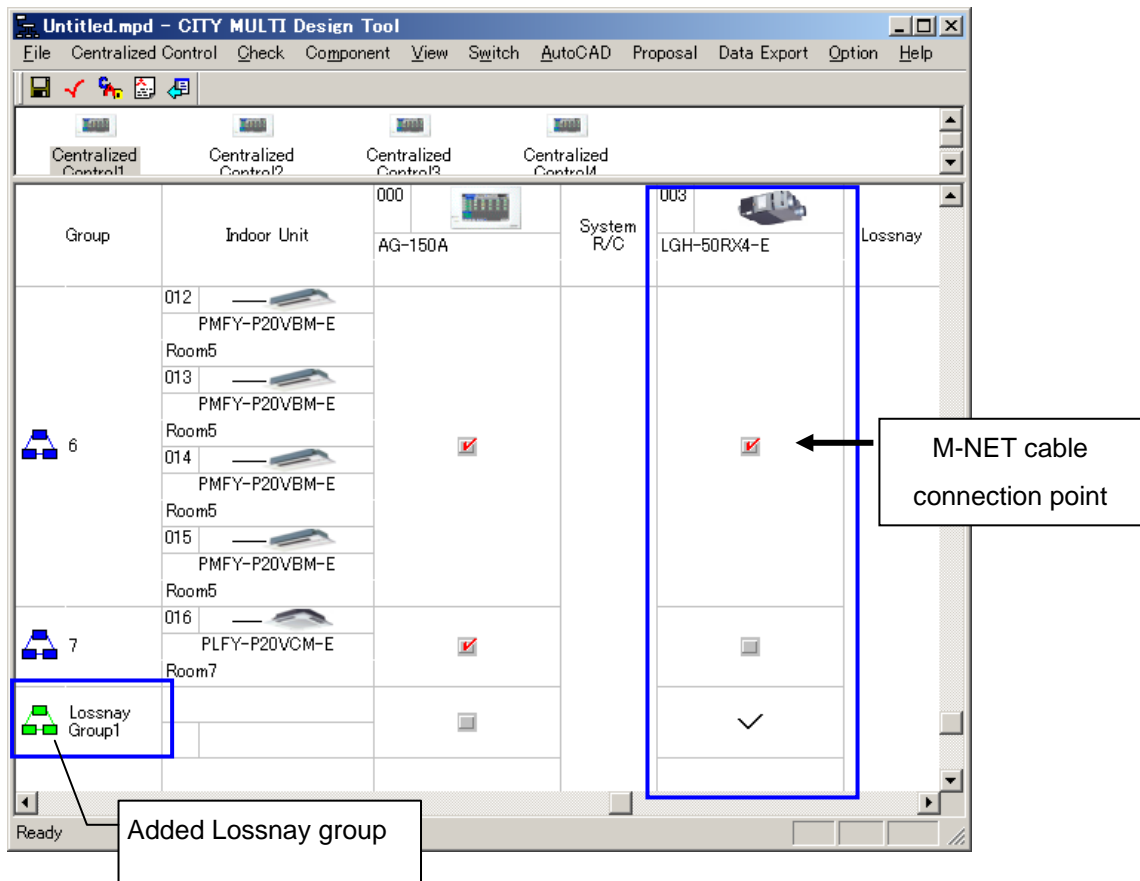 Untitled.mpd - CITY MULTI Design Tool
File Centralized Control Check Component View Switch AutoCAD Proposal Data Export Option Help
Centralized Control1
Centralized Control2
Centralized Control3
Centralized Control4
Group
Indoor Unit
000
AG-150A
System
R/C
003
LGH-50RX4-E
Lossnay
6
012
PMFY-P20VBM-E
Room5
013
PMFY-P20VBM-E
Room5
014
PMFY-P20VBM-E
Room5
015
PMFY-P20VBM-E
Room5
M-NET cable
connection point
7
016
PLFY-P20VCM-E
Room7
Lossnay
Group1
Added Lossnay group
Ready